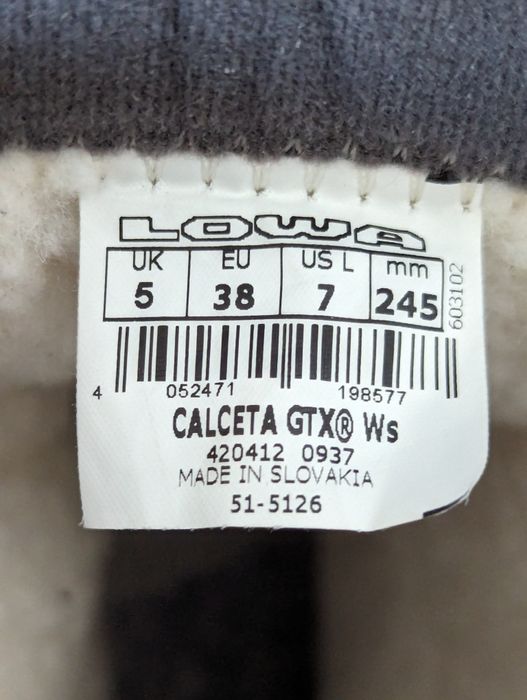 LOWA
UK EU US L mm
5 38 7 245
603102
4 052471 198577
CALCETA GTX® Ws
420412 0937
MADE IN SLOVAKIA
51-5126